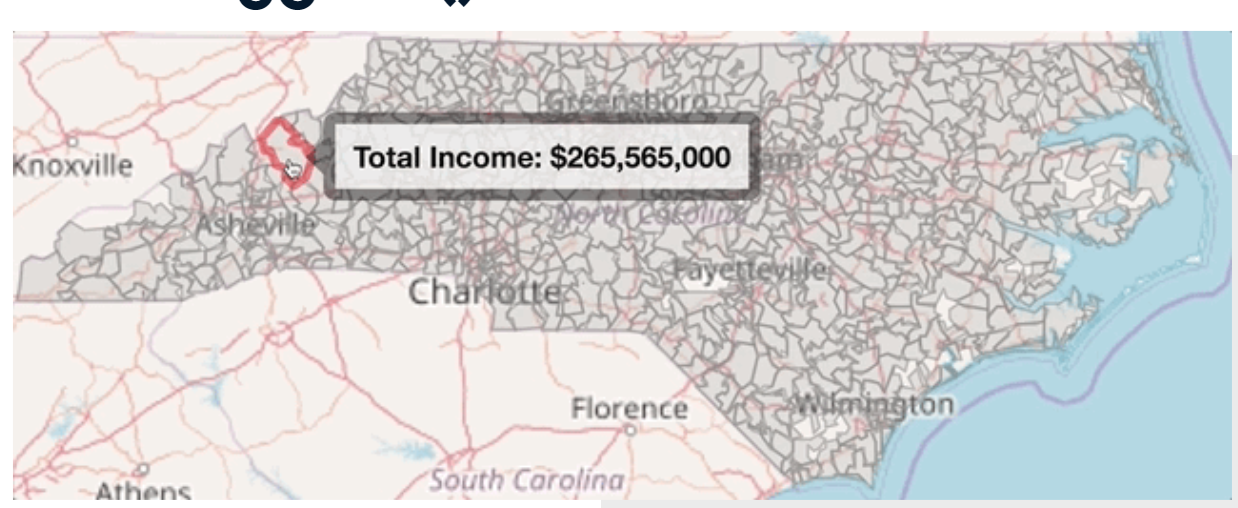 Greensboro
Total Income: $265,565,000
Knoxville
North Carolina
Asheville
Fayetteville
Charlotte
Wilmington
Florence
South Carolina
Athens